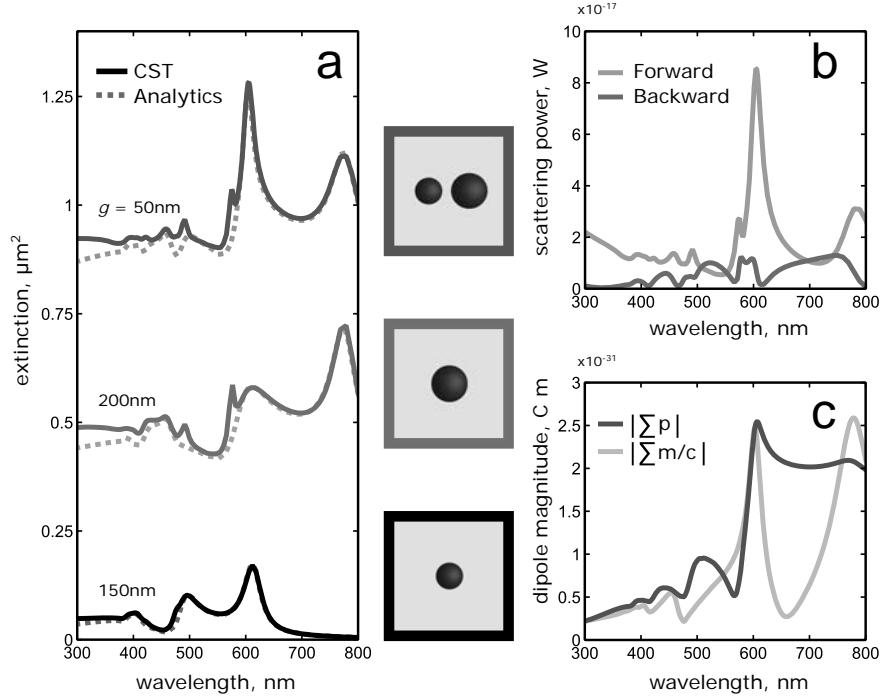 a
CST
Analytics
1.25
1
0.75
0.5
0.25
0
extinction, µm²
g = 50nm
200nm
150nm
300 400 500 600 700 800
wavelength, nm
x10⁻¹⁷
10
8
6
4
2
0
scattering power, W
b
Forward
Backward
300 400 500 600 700 800
wavelength, nm
x10⁻³¹
3
2.5
2
1.5
1
0.5
0
dipole magnitude, C m
c
|∑p|
|∑m/c|
300 400 500 600 700 800
wavelength, nm